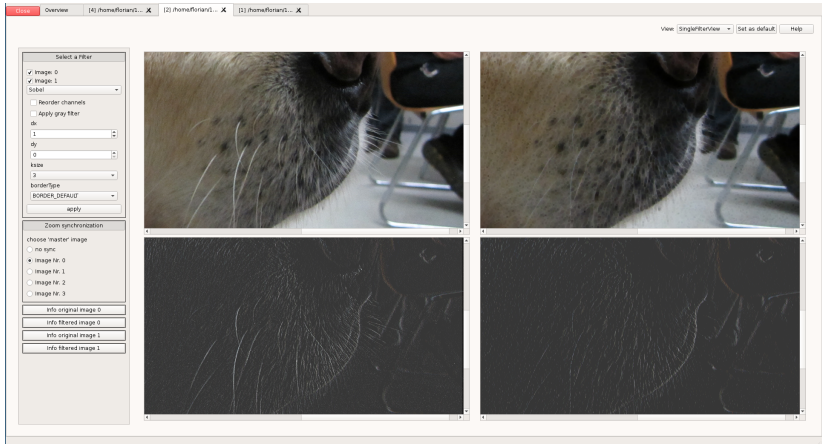 Close Overview [4] /home/florian/1... [2] /home/florian/1... [1] /home/florian/1...
View: SingleFilterView Set as default Help
Select a Filter
Image: 0
Image: 1
Sobel
Reorder channels
Apply gray filter
dx
1
dy
0
ksize
3
borderType
BORDER_DEFAULT
apply
Zoom synchronization
choose 'master' image
no sync
Image Nr. 0
Image Nr. 1
Image Nr. 2
Image Nr. 3
Info original image 0
Info filtered image 0
Info original image 1
Info filtered image 1